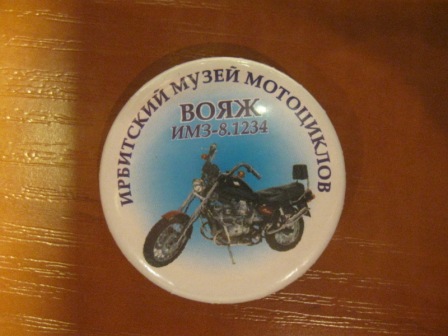 ИРБИТСКИЙ МУЗЕЙ МОТОЦИКЛОВ
ВОЯЖ
ИМЗ-8.1234